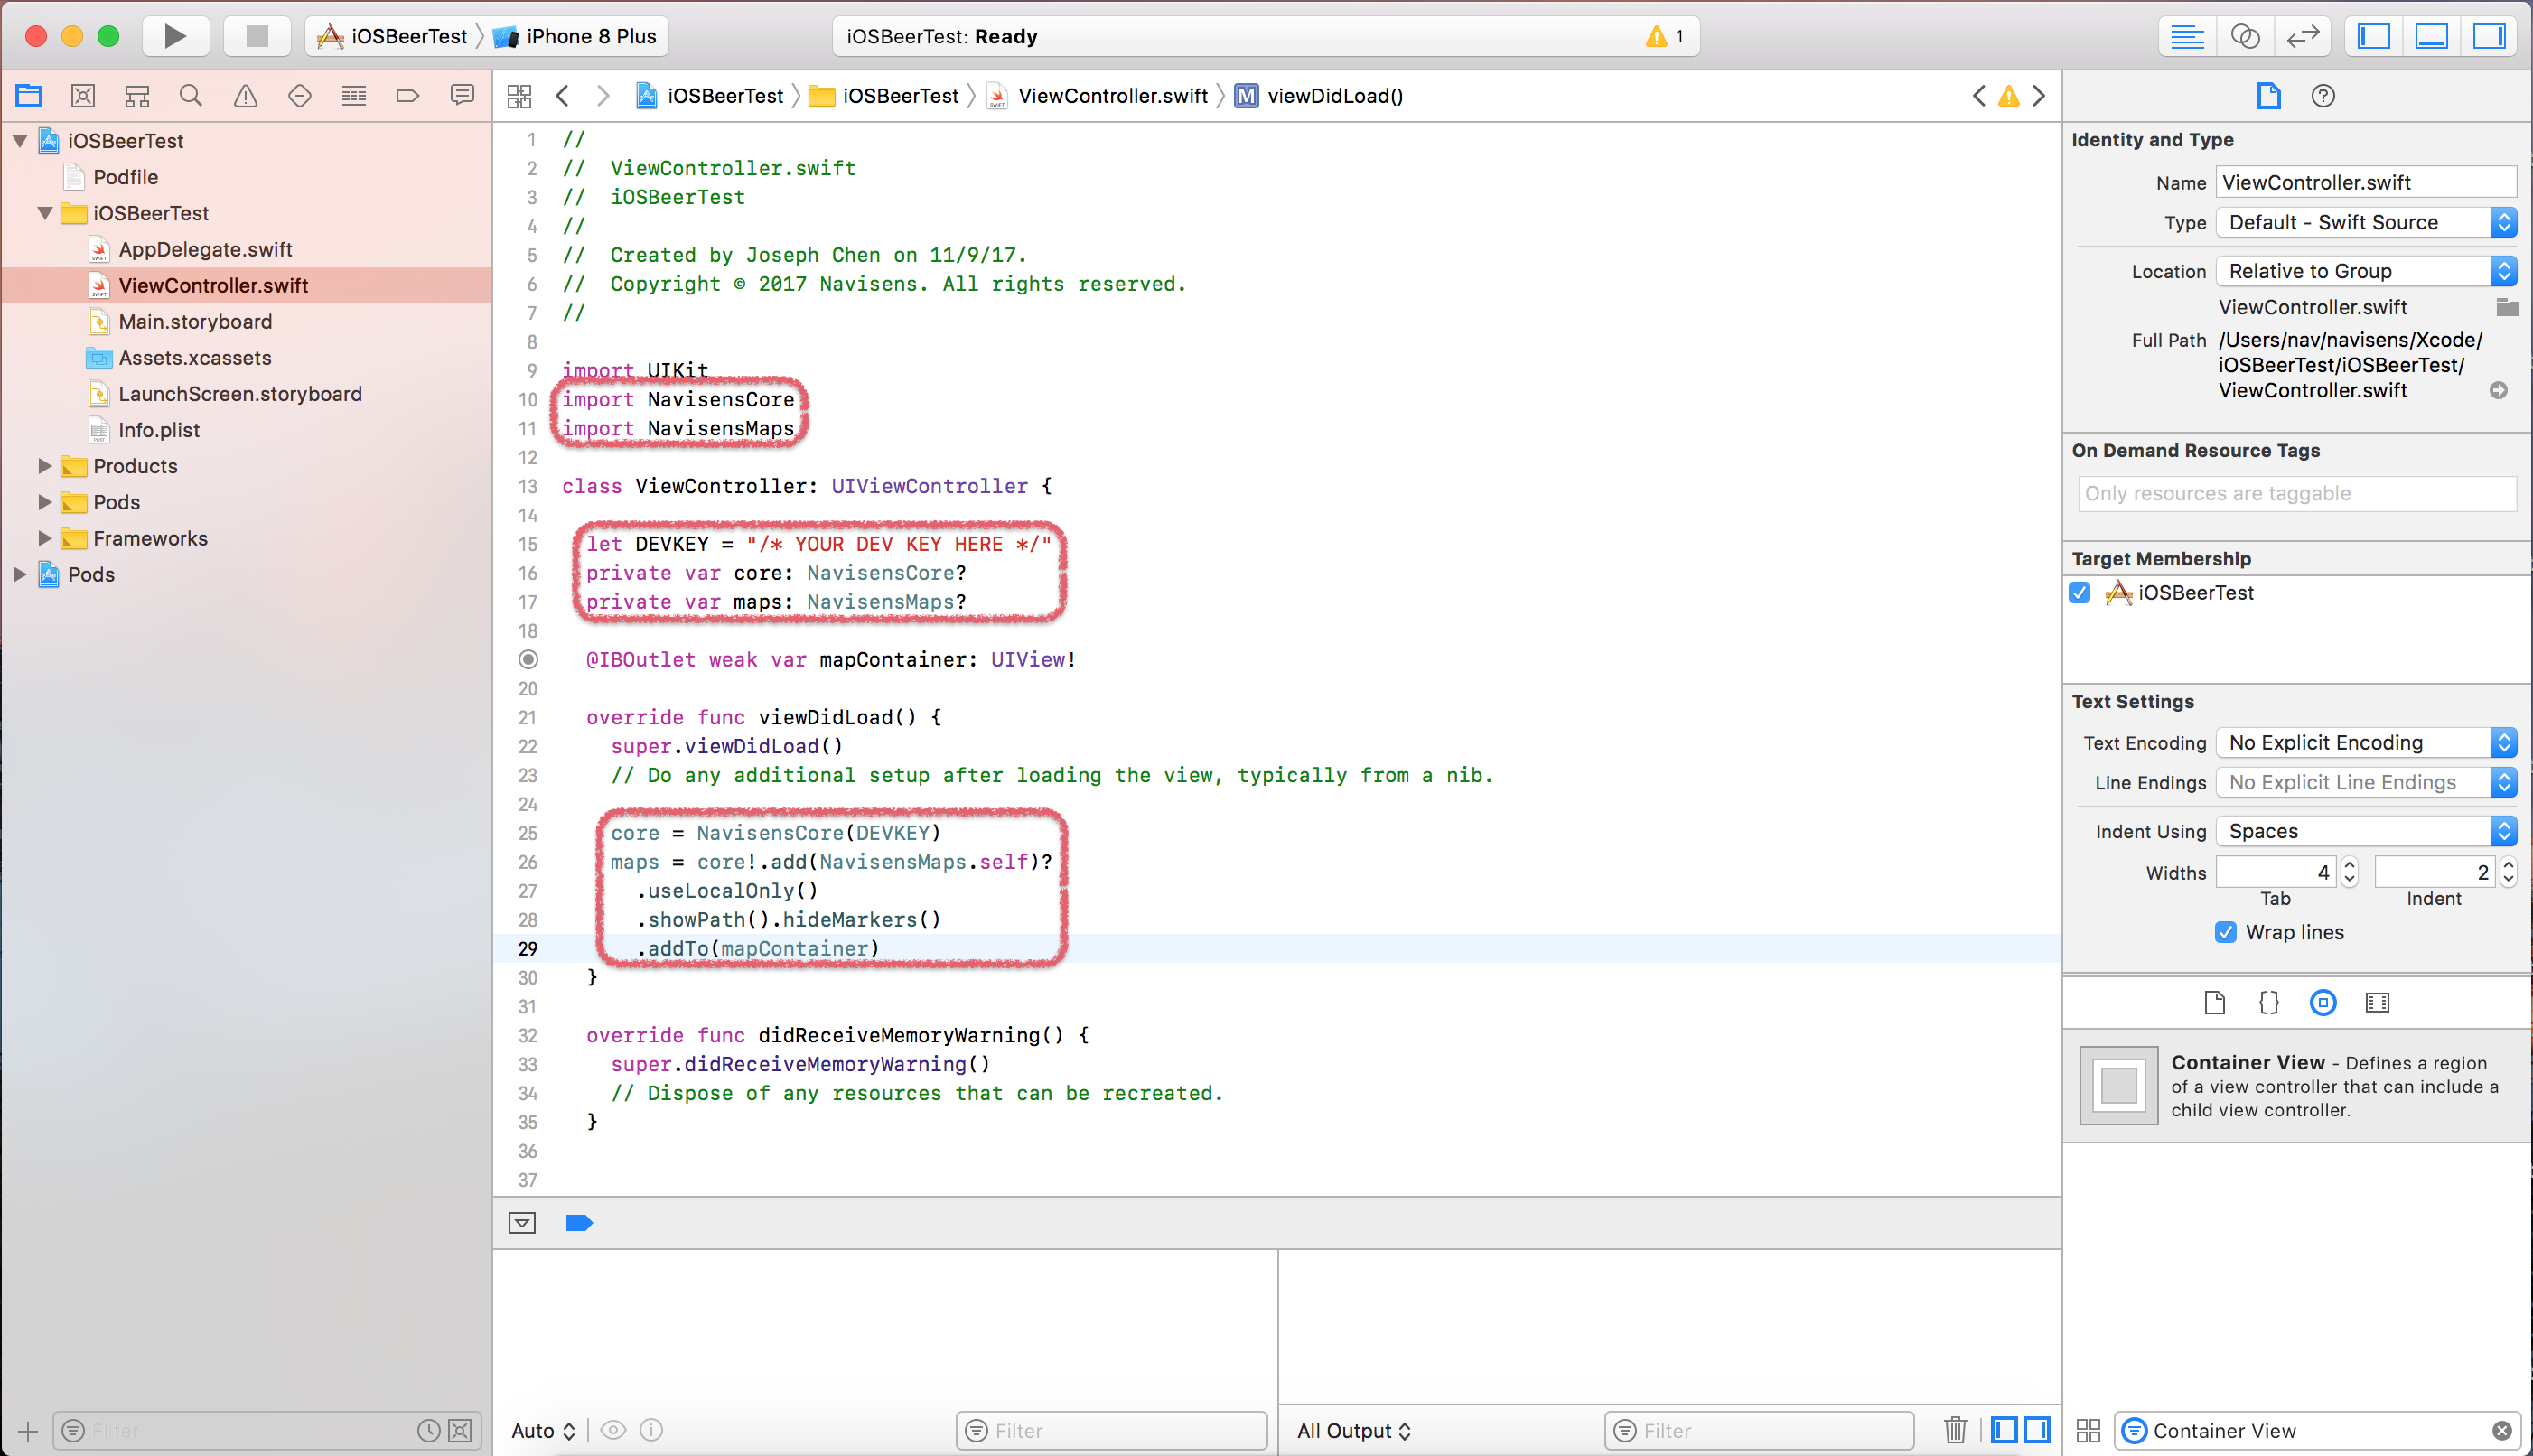 iOSBeerTest iPhone 8 Plus
iOSBeerTest: Ready
1
iOSBeerTest
Podfile
iOSBeerTest
AppDelegate.swift
ViewController.swift
Main.storyboard
Assets.xcassets
LaunchScreen.storyboard
Info.plist
Products
Pods
Frameworks
Pods
Filter
iOSBeerTest iOSBeerTest ViewController.swift M viewDidLoad()
1 //
2 //  ViewController.swift
3 //  iOSBeerTest
4 //
5 //  Created by Joseph Chen on 11/9/17.
6 //  Copyright © 2017 Navisens. All rights reserved.
7 //
8
9 import UIKit
10 import NavisensCore
11 import NavisensMaps
12
13 class ViewController: UIViewController {
14
15   let DEVKEY = "/* YOUR DEV KEY HERE */"
16   private var core: NavisensCore?
17   private var maps: NavisensMaps?
18
@IBOutlet weak var mapContainer: UIView!
20
21   override func viewDidLoad() {
22     super.viewDidLoad()
23     // Do any additional setup after loading the view, typically from a nib.
24
25     core = NavisensCore(DEVKEY)
26     maps = core!.add(NavisensMaps.self)?
27       .useLocalOnly()
28       .showPath().hideMarkers()
29       .addTo(mapContainer)
30   }
31
32   override func didReceiveMemoryWarning() {
33     super.didReceiveMemoryWarning()
34     // Dispose of any resources that can be recreated.
35   }
36
37
Auto
Filter
All Output
Filter
Identity and Type
Name ViewController.swift
Type Default - Swift Source
Location Relative to Group
ViewController.swift
Full Path /Users/nav/navisens/Xcode/
iOSBeerTest/iOSBeerTest/
ViewController.swift
On Demand Resource Tags
Only resources are taggable
Target Membership
iOSBeerTest
Text Settings
Text Encoding No Explicit Encoding
Line Endings No Explicit Line Endings
Indent Using Spaces
Widths 4 2
Tab Indent
Wrap lines
{}
Container View - Defines a region
of a view controller that can include a
child view controller.
Container View